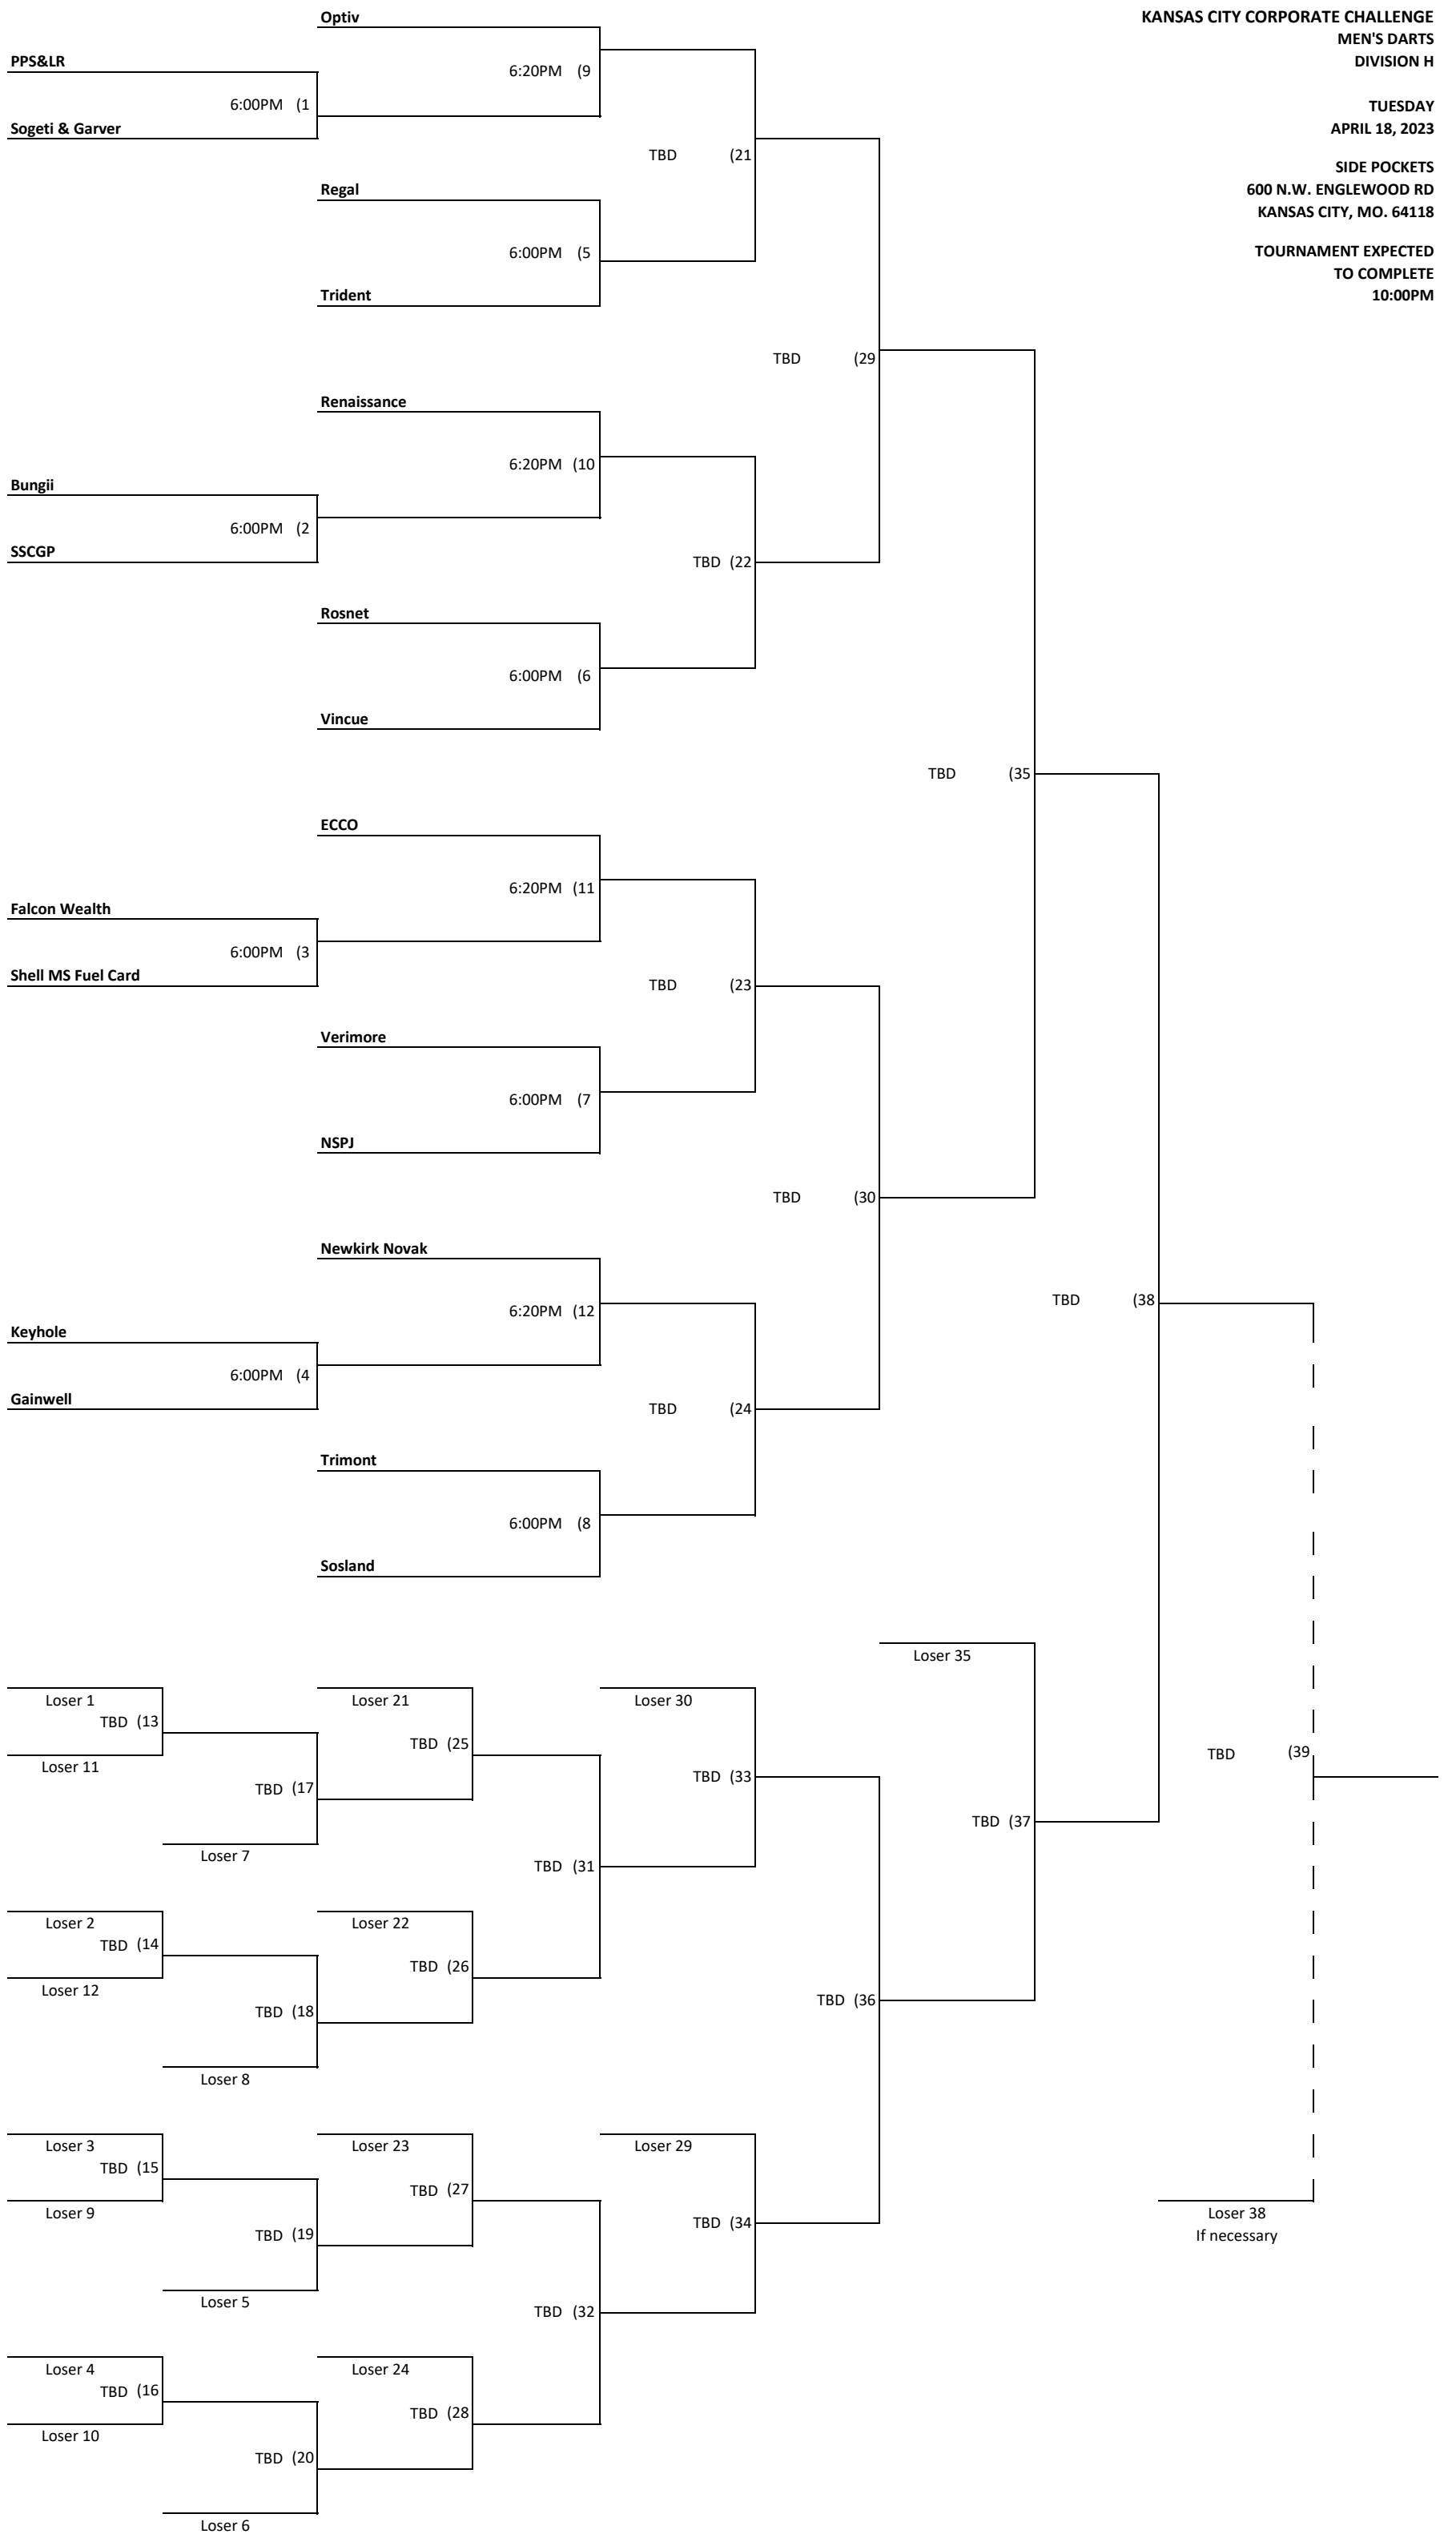 Optiv
KANSAS CITY CORPORATE CHALLENGE
MEN'S DARTS
DIVISION H
TUESDAY
APRIL 18, 2023
SIDE POCKETS
600 N.W. ENGLEWOOD RD
KANSAS CITY, MO. 64118
TOURNAMENT EXPECTED
TO COMPLETE
10:00PM
PPS&LR
6:20PM (9
6:00PM (1
Sogeti & Garver
TBD (21
Regal
6:00PM (5
Trident
TBD (29
Renaissance
6:20PM (10
Bungii
6:00PM (2
SSCGP
TBD (22
Rosnet
6:00PM (6
Vincue
TBD (35
ECCO
6:20PM (11
Falcon Wealth
6:00PM (3
Shell MS Fuel Card
TBD (23
Verimore
6:00PM (7
NSPJ
TBD (30
Newkirk Novak
TBD (38
6:20PM (12
Keyhole
6:00PM (4
Gainwell
TBD (24
Trimont
6:00PM (8
Sosland
Loser 35
Loser 1
Loser 21
Loser 30
TBD (13
TBD (25
TBD (39
Loser 11
TBD (33
TBD (17
TBD (37
Loser 7
TBD (31
Loser 2
Loser 22
TBD (14
TBD (26
Loser 12
TBD (36
TBD (18
Loser 8
Loser 3
Loser 23
Loser 29
TBD (15
TBD (27
Loser 9
Loser 38
TBD (34
TBD (19
If necessary
Loser 5
TBD (32
Loser 4
Loser 24
TBD (16
TBD (28
Loser 10
TBD (20
Loser 6